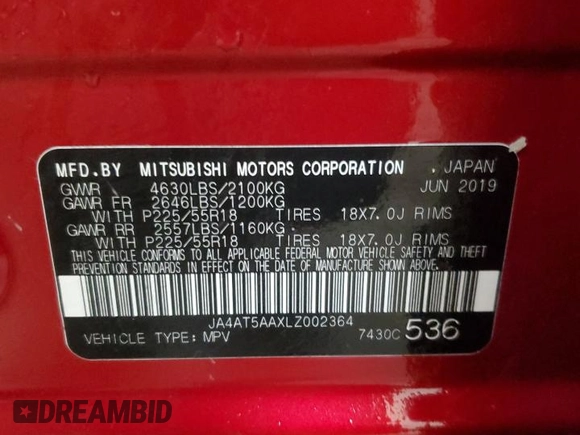 MFD.BY MITSUBISHI MOTORS CORPORATION JAPAN
GVWR 4630LBS/2100KG JUN 2019
GAWR FR 2646LBS/1200KG
WITH P225/55R18 TIRES 18X7.0J RIMS
GAWR RR 2557LBS/1160KG
WITH P225/55R18 TIRES 18X7.0J RIMS
THIS VEHICLE CONFORMS TO ALL APPLICABLE FEDERAL MOTOR VEHICLE SAFETY AND THEFT
PREVENTION STANDARDS IN EFFECT ON THE DATE OF MANUFACTURE SHOWN ABOVE.
JA4AT5AAXLZ002364
VEHICLE TYPE: MPV 7430C 536
DREAMBID